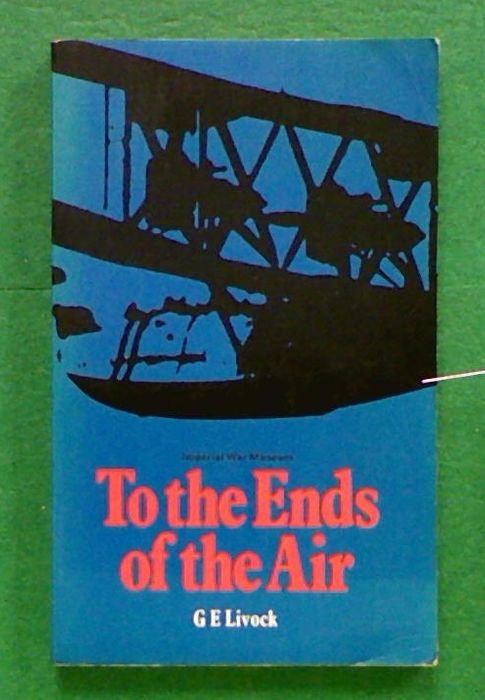 Imperial War Museum
To the Ends
of the Air
G E Livock